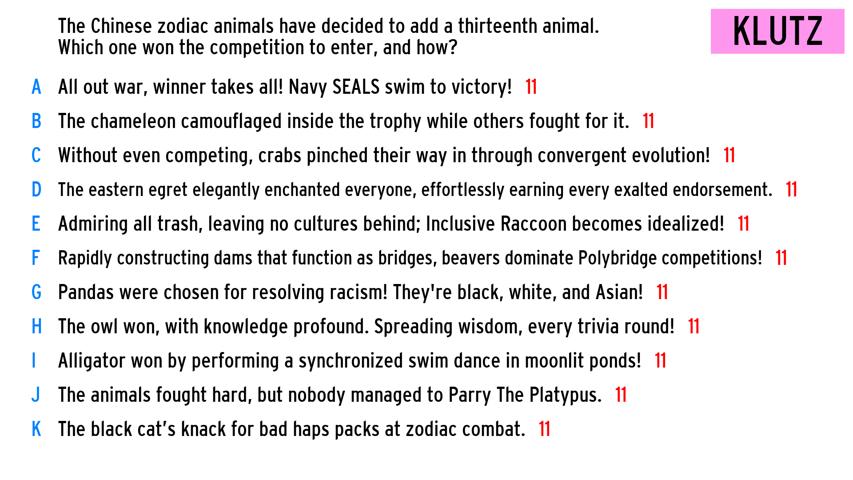 The Chinese zodiac animals have decided to add a thirteenth animal.
Which one won the competition to enter, and how?
KLUTZ
A All out war, winner takes all! Navy SEALS swim to victory! 11
B The chameleon camouflaged inside the trophy while others fought for it. 11
C Without even competing, crabs pinched their way in through convergent evolution! 11
D The eastern egret elegantly enchanted everyone, effortlessly earning every exalted endorsement. 11
E Admiring all trash, leaving no cultures behind; Inclusive Raccoon becomes idealized! 11
F Rapidly constructing dams that function as bridges, beavers dominate Polybridge competitions! 11
G Pandas were chosen for resolving racism! They're black, white, and Asian! 11
H The owl won, with knowledge profound. Spreading wisdom, every trivia round! 11
I Alligator won by performing a synchronized swim dance in moonlit ponds! 11
J The animals fought hard, but nobody managed to Parry The Platypus. 11
K The black cat’s knack for bad haps packs at zodiac combat. 11